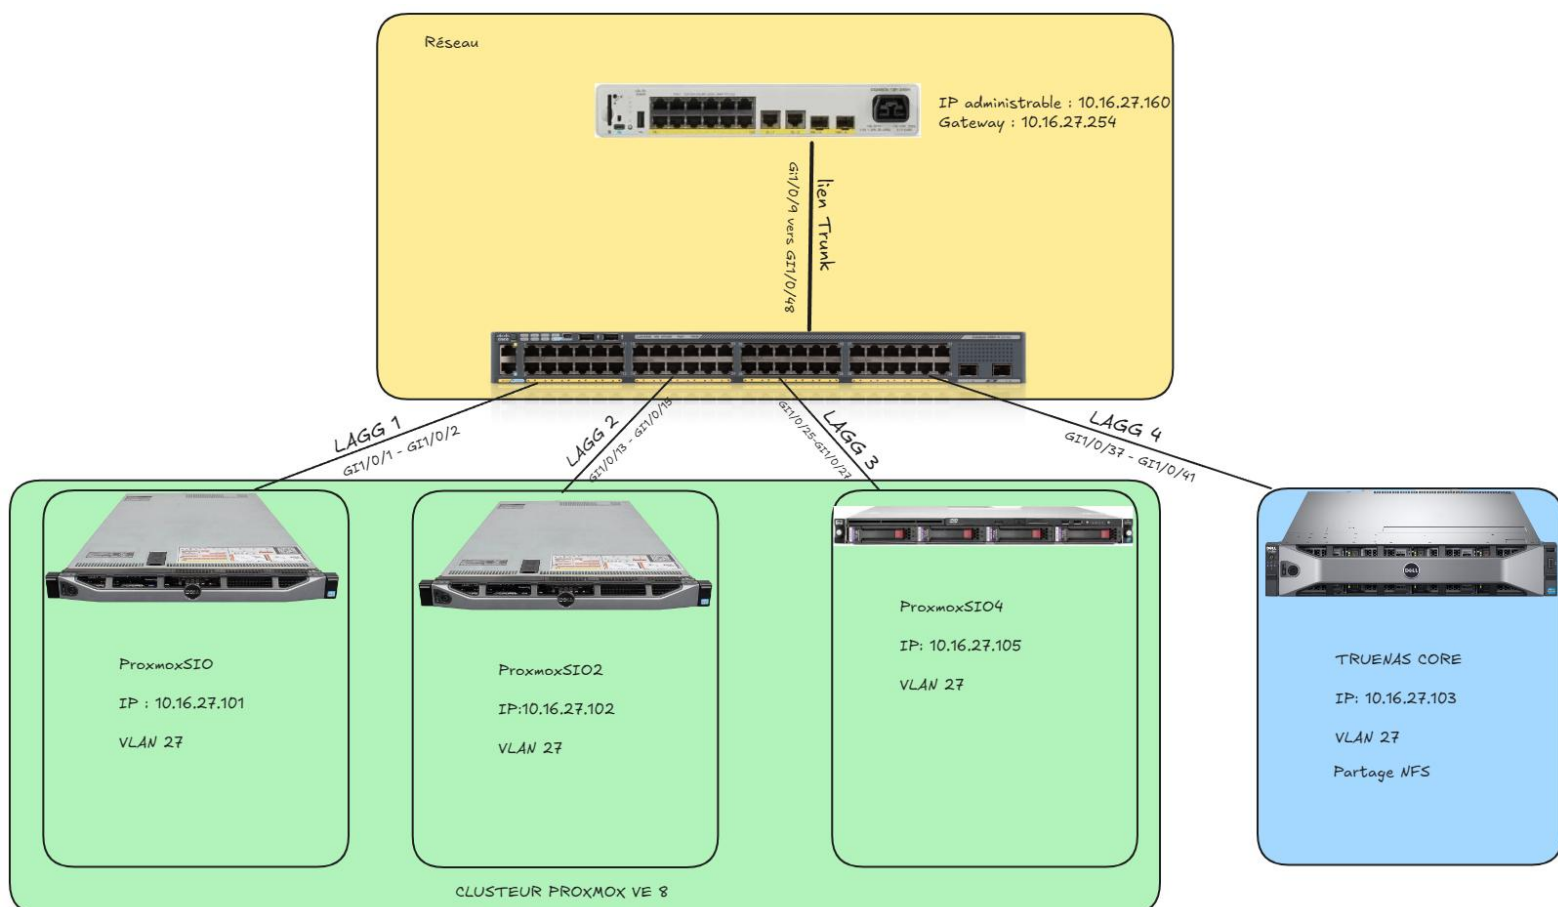 Réseau
IP administrable : 10.16.27.160
Gateway : 10.16.27.254
lien Trunk
Gi1/0/9 vers GI1/0/48
LAGG 1
GI1/0/1 - GI1/0/2
LAGG 2
GI1/0/13 - GI1/0/15
LAGG 3
GI1/0/25-GI1/0/27
LAGG 4
GI1/0/37 - GI1/0/41
ProxmoxSIO
IP : 10.16.27.101
VLAN 27
ProxmoxSIO2
IP:10.16.27.102
VLAN 27
ProxmoxSIO4
IP: 10.16.27.105
VLAN 27
DELL
TRUENAS CORE
IP: 10.16.27.103
VLAN 27
Partage NFS
CLUSTEUR PROXMOX VE 8